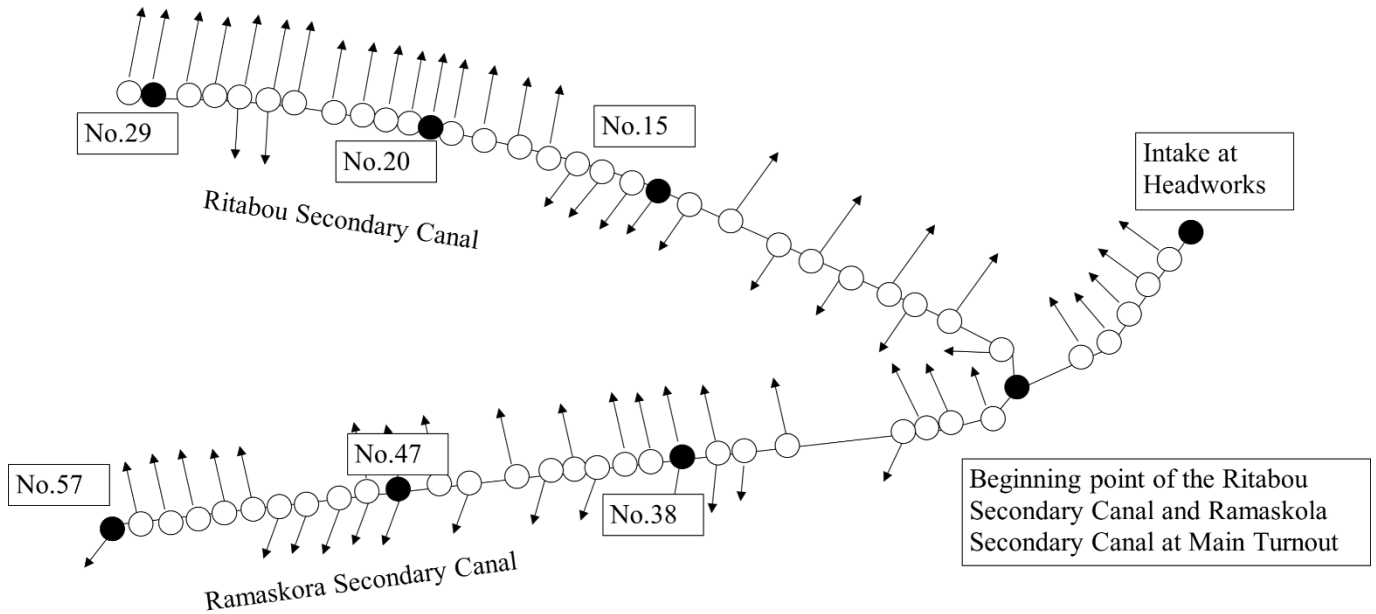 No.29
No.20
No.15
Ritabou Secondary Canal
Intake at
Headworks
No.57
No.47
No.38
Ramaskora Secondary Canal
Beginning point of the Ritabou
Secondary Canal and Ramaskola
Secondary Canal at Main Turnout